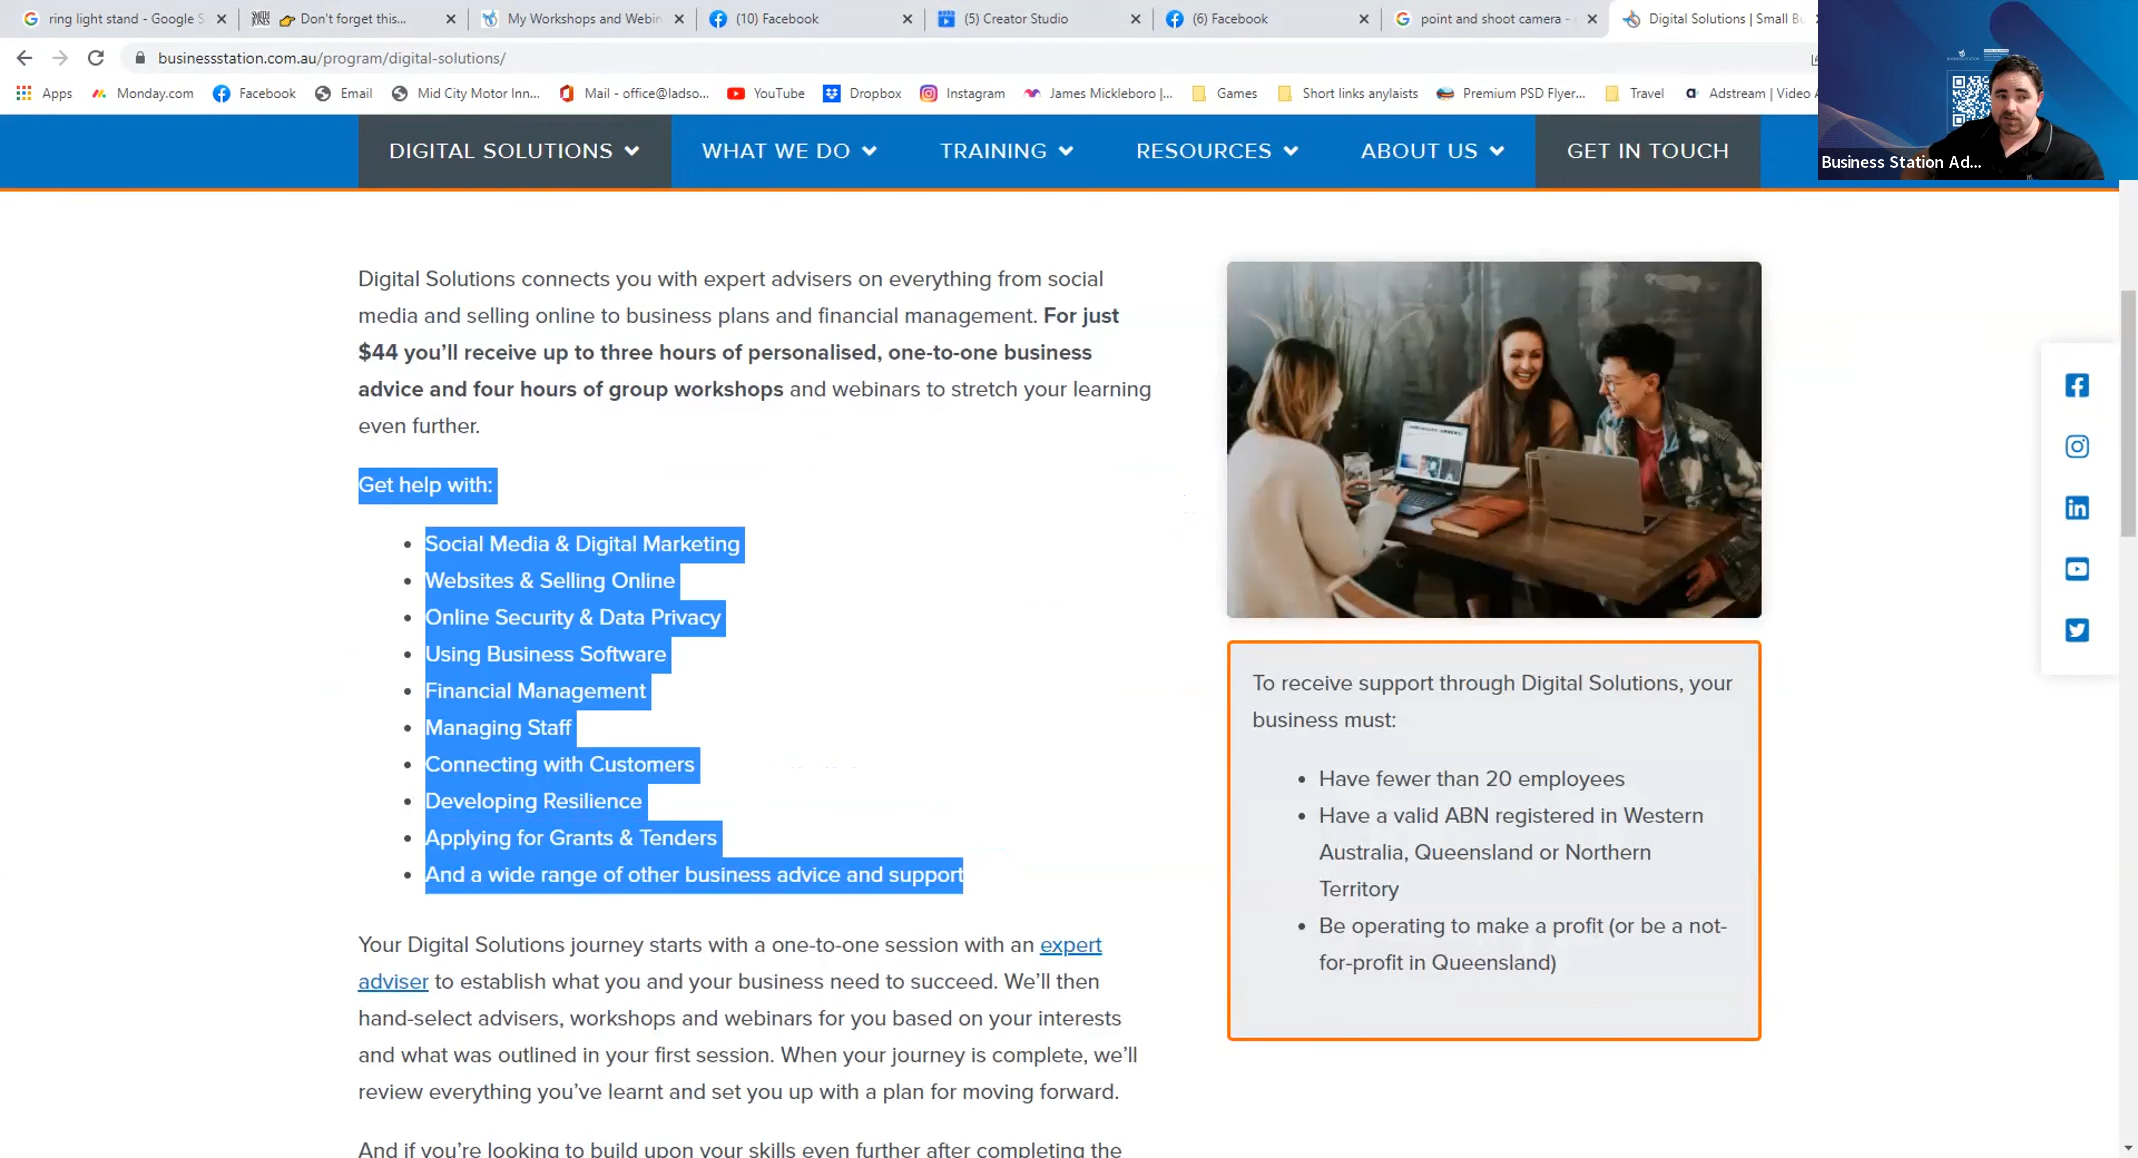 ring light stand - Google S
Don't forget this...
My Workshops and Webin
(10) Facebook
(5) Creator Studio
(6) Facebook
point and shoot camera -
Digital Solutions | Small Bu
businessstation.com.au/program/digital-solutions/
Apps
Monday.com
Facebook
Email
Mid City Motor Inn...
Mail - office@ladso...
YouTube
Dropbox
Instagram
James Mickleboro |...
Games
Short links anylaists
Premium PSD Flyer...
Travel
Adstream | Video A
Business Station Ad...
DIGITAL SOLUTIONS
WHAT WE DO
TRAINING
RESOURCES
ABOUT US
GET IN TOUCH
Digital Solutions connects you with expert advisers on everything from social
media and selling online to business plans and financial management. For just
$44 you’ll receive up to three hours of personalised, one-to-one business
advice and four hours of group workshops and webinars to stretch your learning
even further.
Get help with:
• Social Media & Digital Marketing
• Websites & Selling Online
• Online Security & Data Privacy
• Using Business Software
• Financial Management
• Managing Staff
• Connecting with Customers
• Developing Resilience
• Applying for Grants & Tenders
• And a wide range of other business advice and support
Your Digital Solutions journey starts with a one-to-one session with an expert
adviser to establish what you and your business need to succeed. We’ll then
hand-select advisers, workshops and webinars for you based on your interests
and what was outlined in your first session. When your journey is complete, we’ll
review everything you’ve learnt and set you up with a plan for moving forward.
And if you’re looking to build upon your skills even further after completing the
To receive support through Digital Solutions, your
business must:
• Have fewer than 20 employees
• Have a valid ABN registered in Western
Australia, Queensland or Northern
Territory
• Be operating to make a profit (or be a not-
for-profit in Queensland)